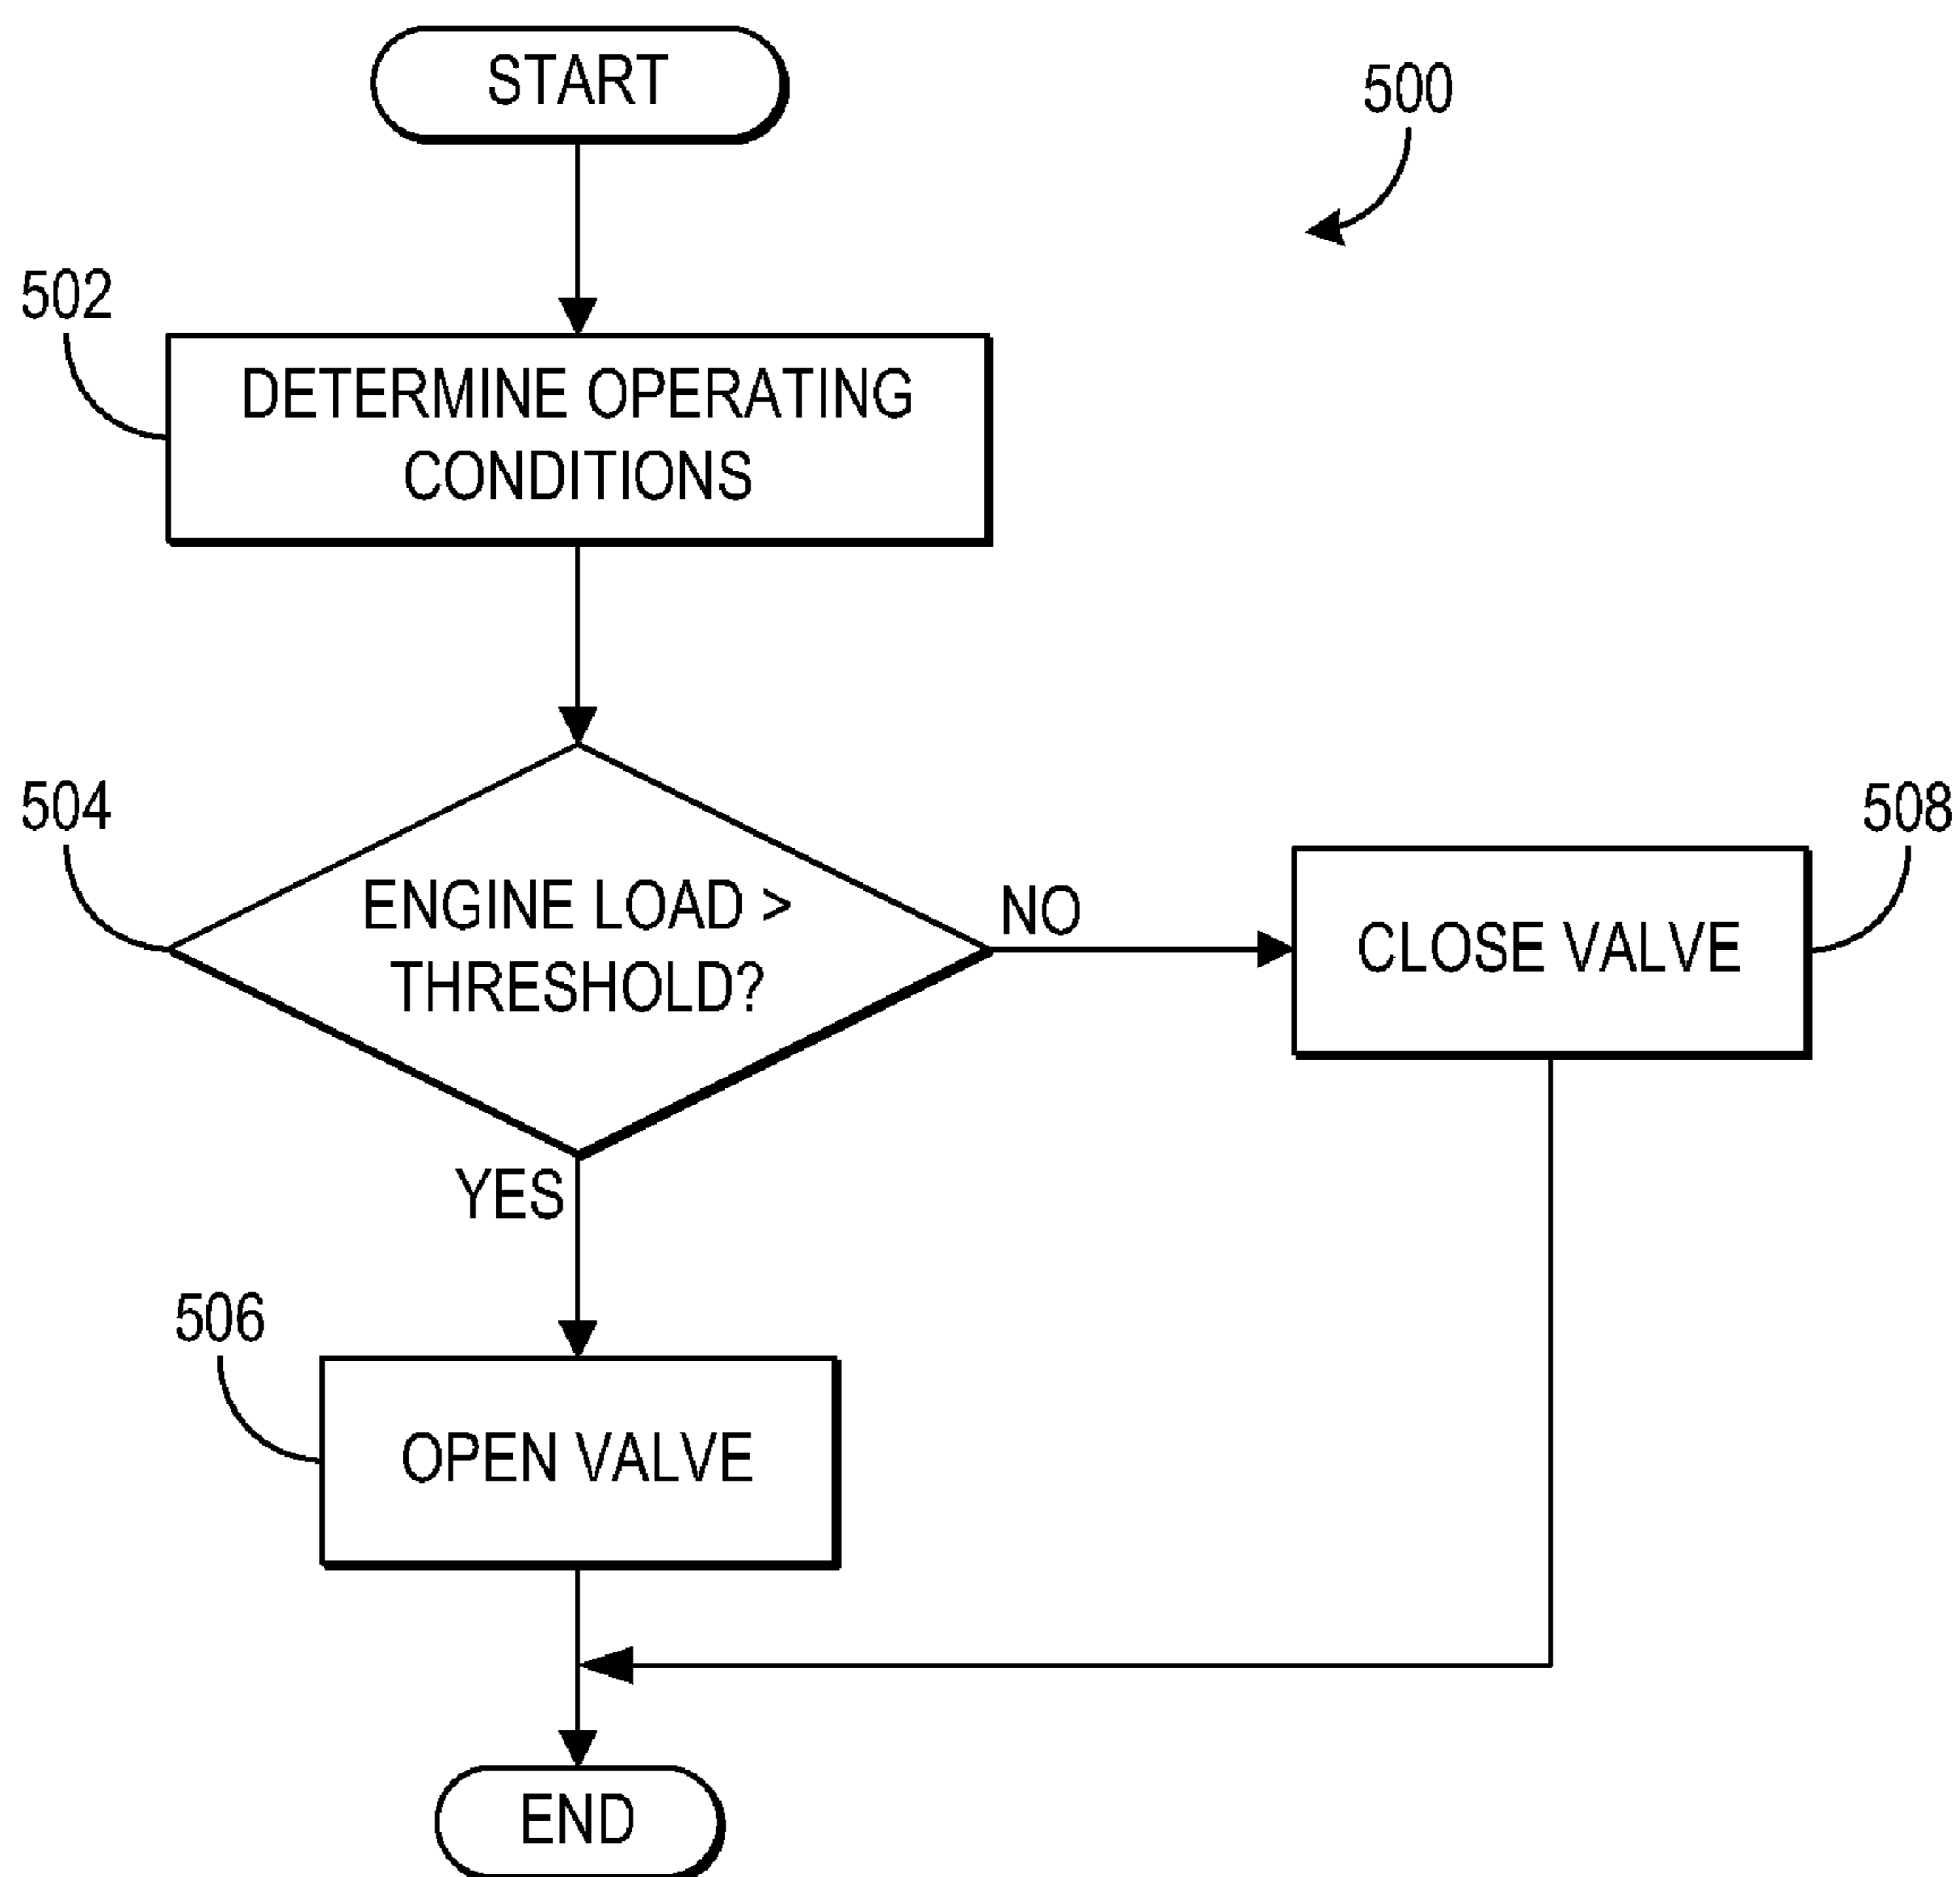 START
500
502
DETERMINE OPERATING
CONDITIONS
504
ENGINE LOAD >
THRESHOLD?
NO
508
CLOSE VALVE
YES
506
OPEN VALVE
END